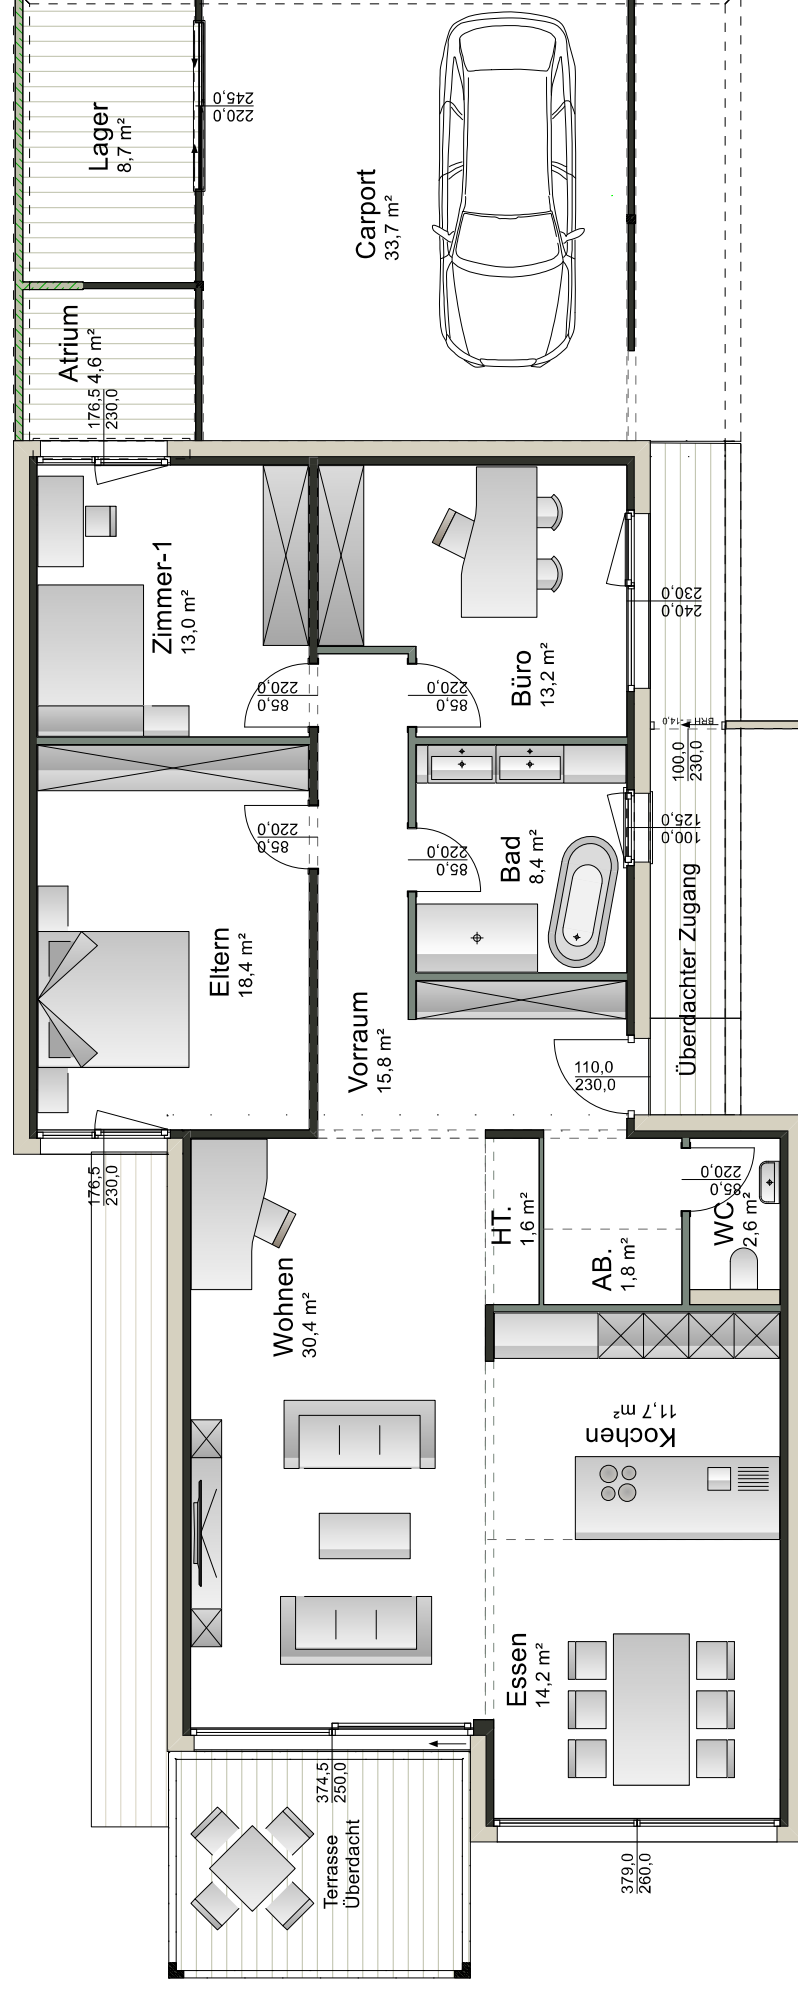 Lager
8,7 m²
245,0
220,0
Carport
33,7 m²
Atrium
4,6 m²
176,5
230,0
Zimmer-1
13,0 m²
Büro
13,2 m²
230,0
240,0
220,0
85,0
220,0
85,0
BRH = -14,0
100,0
230,0
125,0
100,0
220,0
85,0
220,0
85,0
Bad
8,4 m²
Eltern
18,4 m²
Vorraum
15,8 m²
Überdachter Zugang
110,0
230,0
176,5
230,0
HT.
1,6 m²
AB.
1,8 m²
220,0
85,0
WC
2,6 m²
Wohnen
30,4 m²
Kochen
11,7 m²
Essen
14,2 m²
374,5
250,0
Terrasse
Überdacht
379,0
260,0